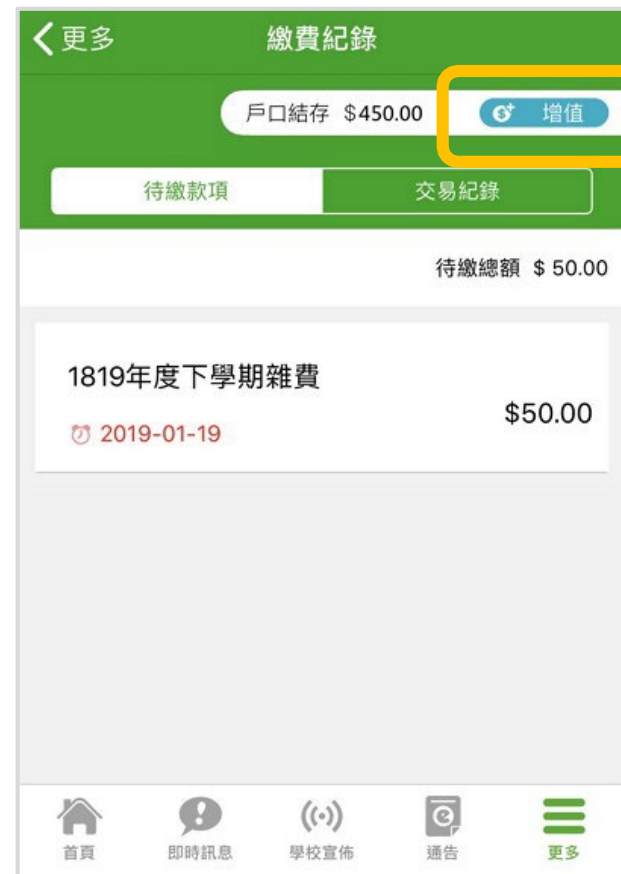 更多
繳費紀錄
戶口結存 $450.00
增值
待繳款項
交易紀錄
待繳總額 $ 50.00
1819年度下學期雜費
$50.00
2019-01-19
首頁
即時訊息
學校宣佈
通告
更多